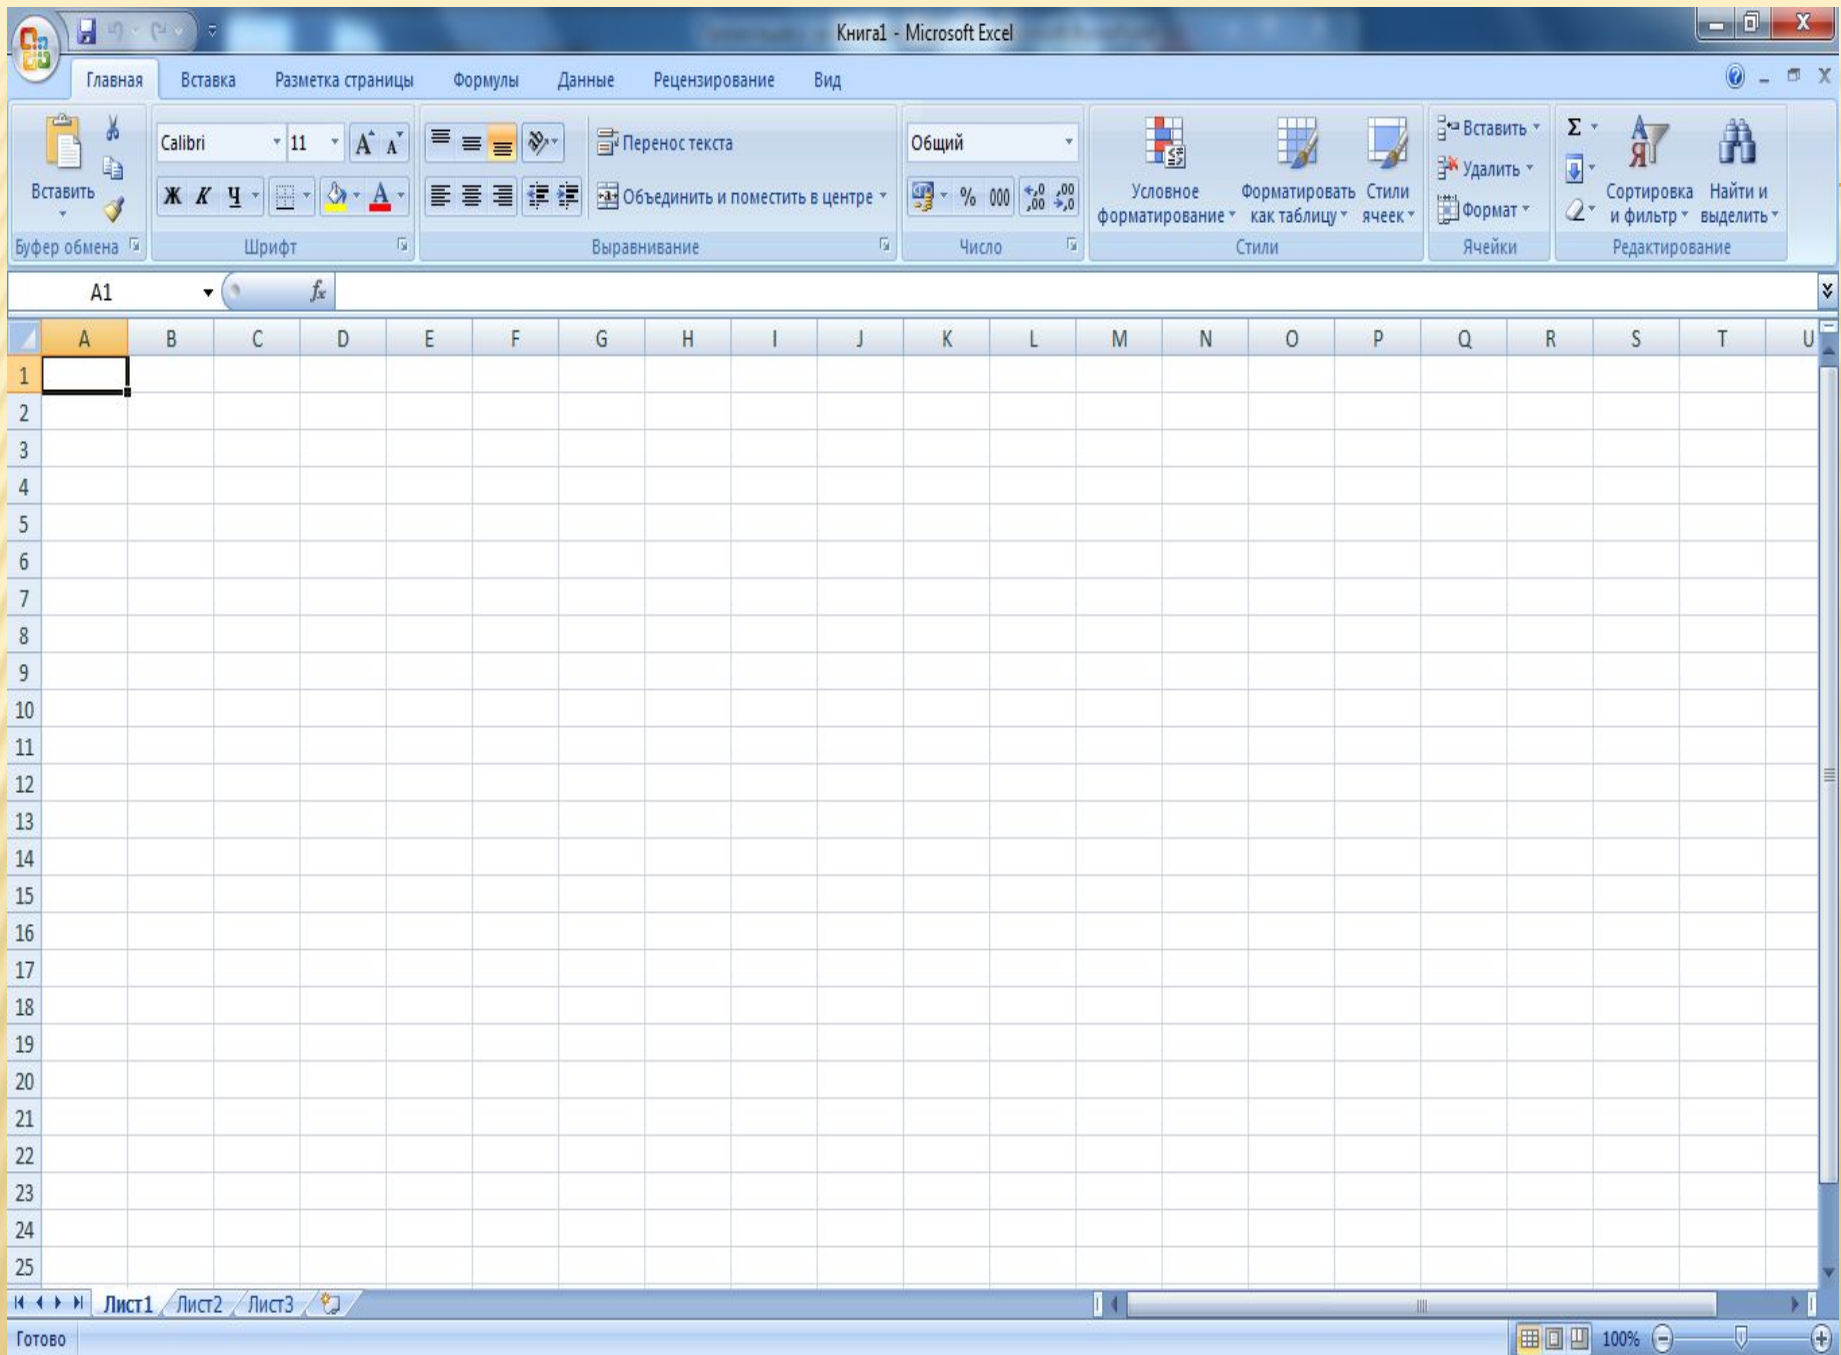 Книга1 - Microsoft Excel
Главная Вставка Разметка страницы Формулы Данные Рецензирование Вид
Вставить
Буфер обмена
Calibri 11
Ж К Ч
Шрифт
Перенос текста
Объединить и поместить в центре
Выравнивание
Общий
% 000
Число
Условное форматирование
Форматировать как таблицу
Стили ячеек
Стили
Вставить
Удалить
Формат
Ячейки
Σ
Сортировка и фильтр
Найти и выделить
Редактирование
A1 fx
A B C D E F G H I J K L M N O P Q R S T U
1
2
3
4
5
6
7
8
9
10
11
12
13
14
15
16
17
18
19
20
21
22
23
24
25
Лист1 Лист2 Лист3
Готово 100%